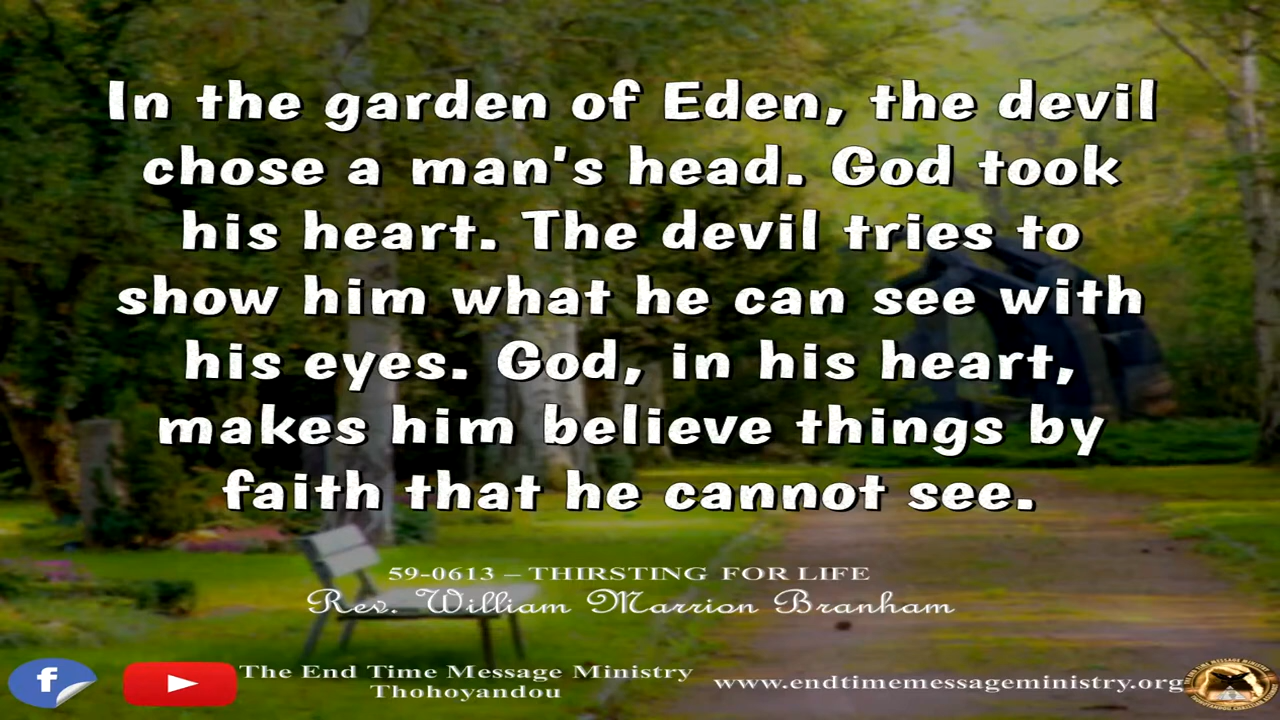 In the garden of Eden, the devil
chose a man's head. God took
his heart. The devil tries to
show him what he can see with
his eyes. God, in his heart,
makes him believe things by
faith that he cannot see.
59-0613 – THIRSTING FOR LIFE
Rev. William Marrion Branham
The End Time Message Ministry
Thohoyandou
www.endtimemessageministry.org